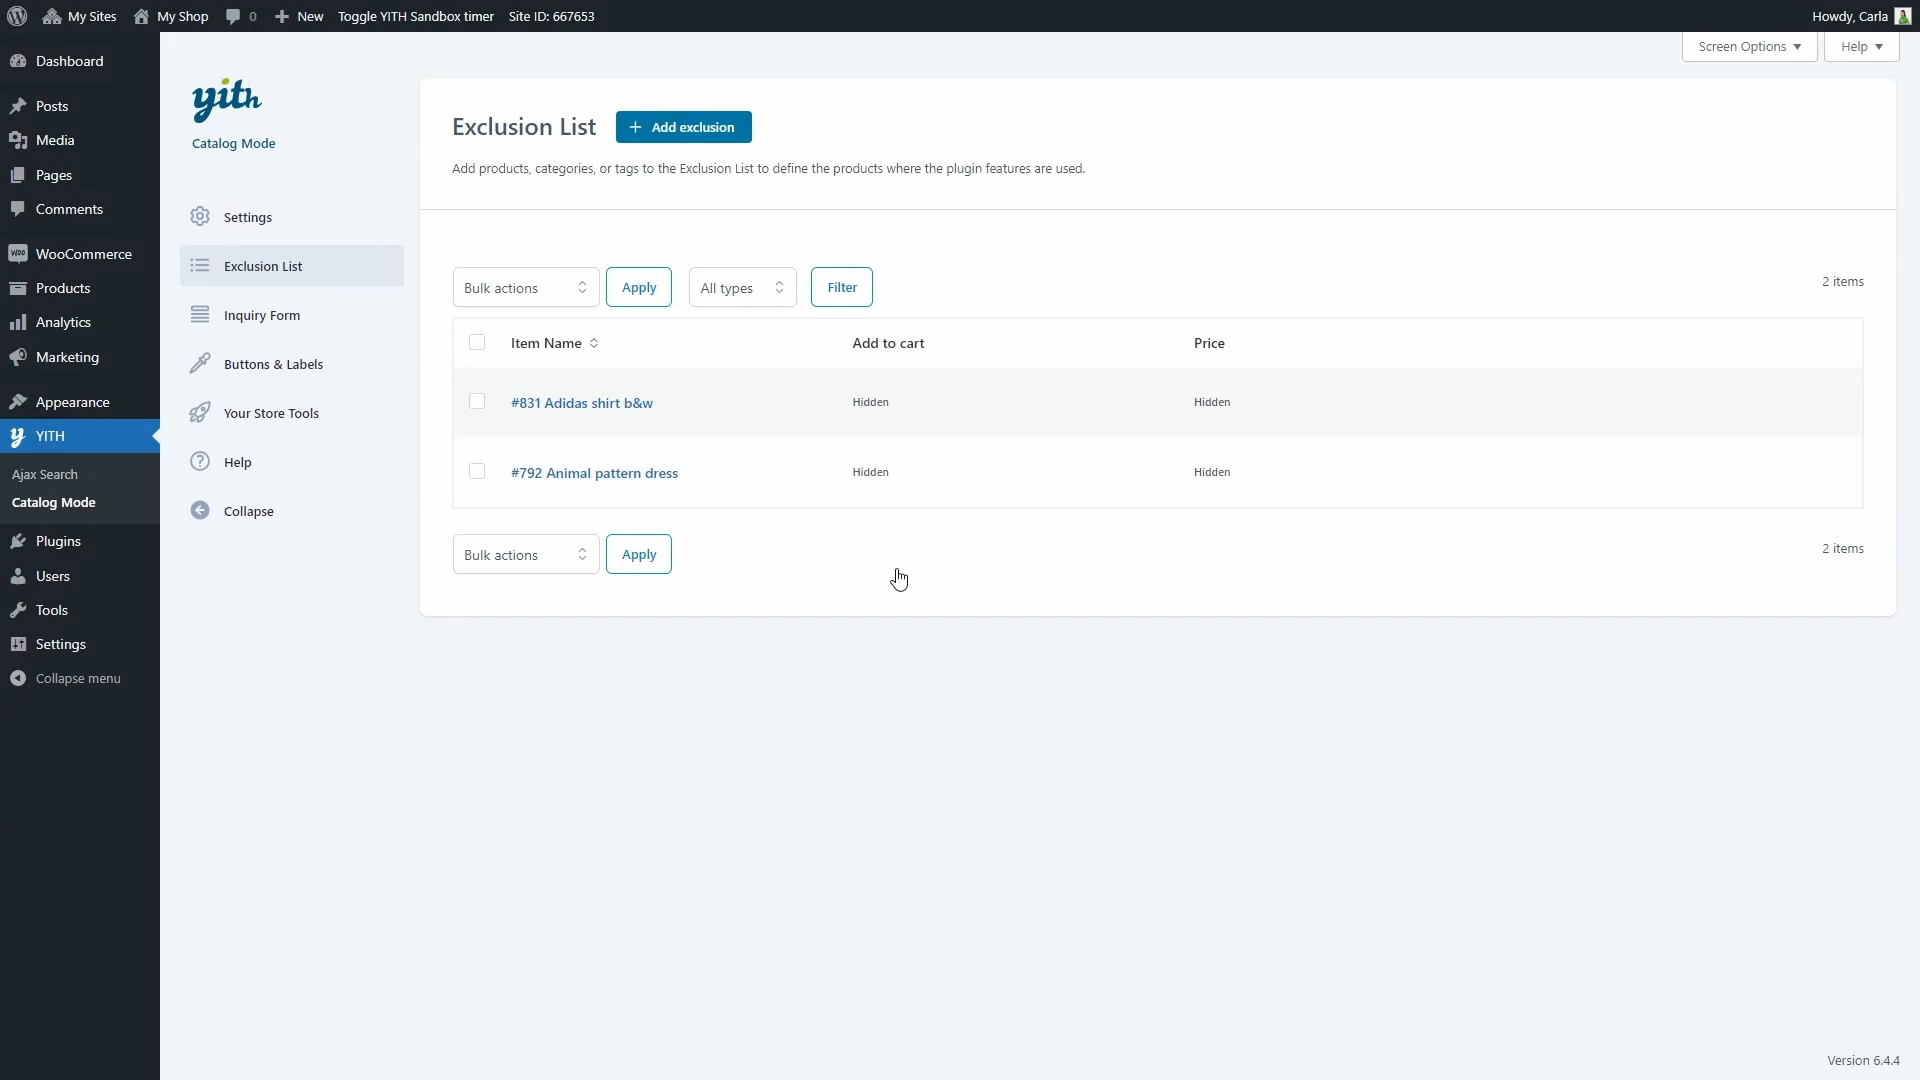 My Sites My Shop 0 New Toggle YITH Sandbox timer Site ID: 667653 Howdy, Carla
Screen Options Help
Dashboard
Posts
Media
Pages
Comments
WooCommerce
Products
Analytics
Marketing
Appearance
YITH
Ajax Search
Catalog Mode
Plugins
Users
Tools
Settings
Collapse menu
yith
Catalog Mode
Settings
Exclusion List
Inquiry Form
Buttons & Labels
Your Store Tools
Help
Collapse
Exclusion List + Add exclusion
Add products, categories, or tags to the Exclusion List to define the products where the plugin features are used.
Bulk actions Apply All types Filter 2 items
Item Name Add to cart Price
#831 Adidas shirt b&w Hidden Hidden
#792 Animal pattern dress Hidden Hidden
Bulk actions Apply 2 items
Version 6.4.4